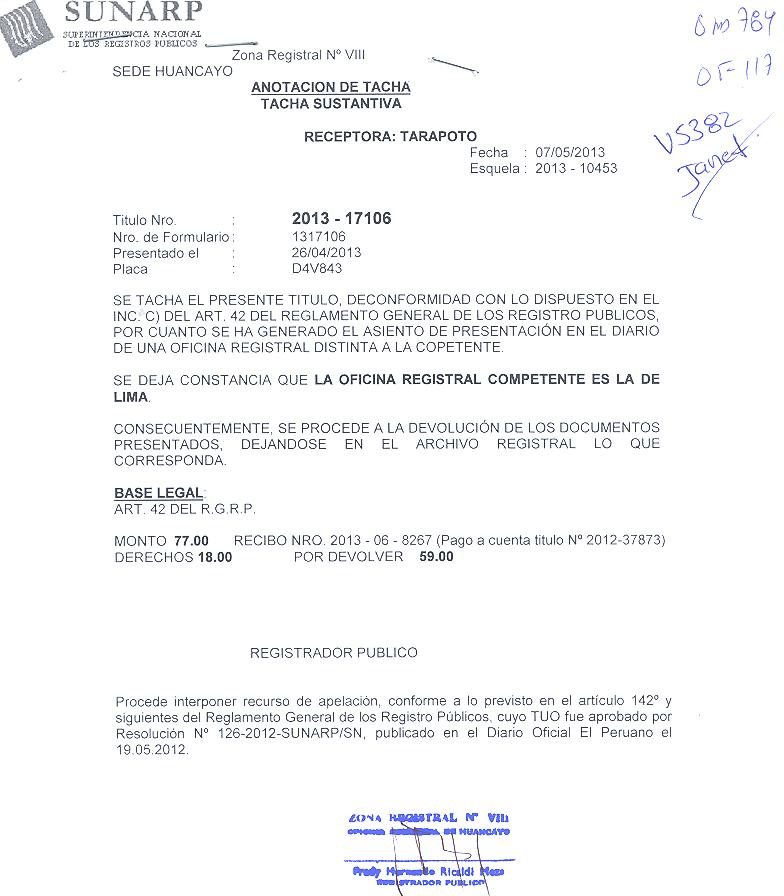 SUNARP
SUPERINTENDENCIA NACIONAL
DE LOS REGISTROS PUBLICOS
Zona Registral Nº VIII
SEDE HUANCAYO
ANOTACION DE TACHA
TACHA SUSTANTIVA
784
OF-117
VS382
Janet
RECEPTORA: TARAPOTO
Fecha : 07/05/2013
Esquela : 2013 - 10453
Titulo Nro. : 2013 - 17106
Nro. de Formulario : 1317106
Presentado el : 26/04/2013
Placa : D4V843
SE TACHA EL PRESENTE TITULO, DECONFORMIDAD CON LO DISPUESTO EN EL
INC. C) DEL ART. 42 DEL REGLAMENTO GENERAL DE LOS REGISTRO PUBLICOS,
POR CUANTO SE HA GENERADO EL ASIENTO DE PRESENTACIÓN EN EL DIARIO
DE UNA OFICINA REGISTRAL DISTINTA A LA COPETENTE.
SE DEJA CONSTANCIA QUE LA OFICINA REGISTRAL COMPETENTE ES LA DE
LIMA.
CONSECUENTEMENTE, SE PROCEDE A LA DEVOLUCIÓN DE LOS DOCUMENTOS
PRESENTADOS, DEJANDOSE EN EL ARCHIVO REGISTRAL LO QUE
CORRESPONDA.
BASE LEGAL:
ART. 42 DEL R.G.R.P.
MONTO 77.00 RECIBO NRO. 2013 - 06 - 8267 (Pago a cuenta titulo Nº 2012-37873)
DERECHOS 18.00 POR DEVOLVER 59.00
REGISTRADOR PUBLICO
Procede interponer recurso de apelación, conforme a lo previsto en el artículo 142º y
siguientes del Reglamento General de los Registro Públicos, cuyo TUO fue aprobado por
Resolución Nº 126-2012-SUNARP/SN, publicado en el Diario Oficial El Peruano el
19.05.2012.
ZONA REGISTRAL Nº VIII
OFICINA REGISTRAL DE HUANCAYO
Fredy Hernando Ricaldi Meza
REGISTRADOR PUBLICO